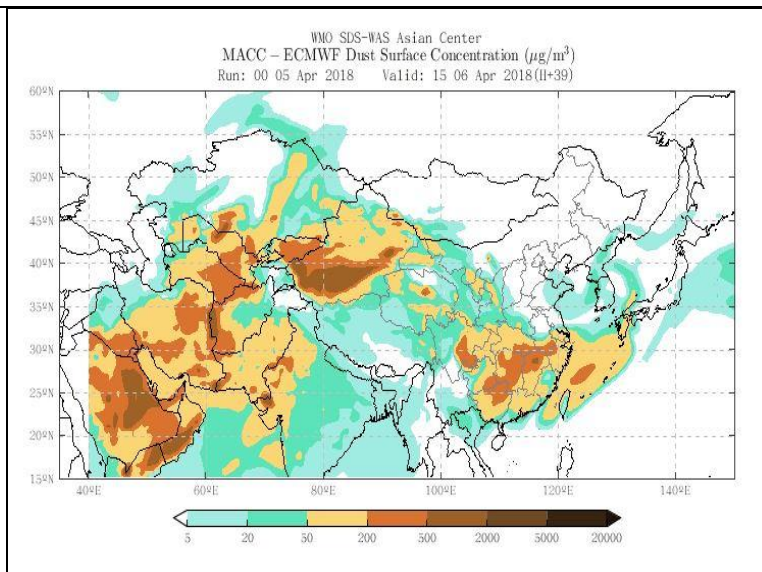 WMO SDS-WAS Asian Center
MACC – ECMWF Dust Surface Concentration (μg/m³)
Run: 00 05 Apr 2018 Valid: 15 06 Apr 2018(H+39)
60ºN
55ºN
50ºN
45ºN
40ºN
35ºN
30ºN
25ºN
20ºN
15ºN
40ºE 60ºE 80ºE 100ºE 120ºE 140ºE
5 20 50 200 500 2000 5000 20000